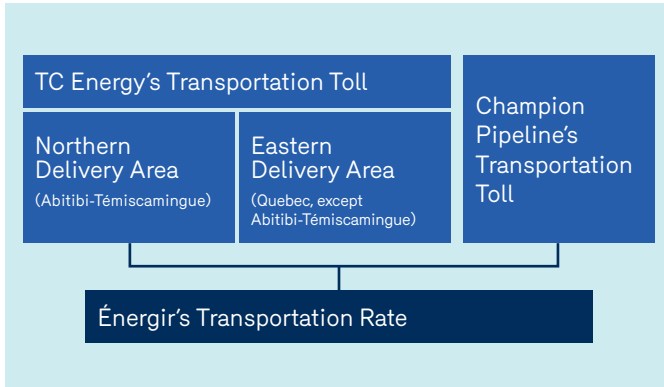 TC Energy's Transportation Toll
Northern
Delivery Area
(Abitibi-Témiscamingue)
Eastern
Delivery Area
(Quebec, except
Abitibi-Témiscamingue)
Champion
Pipeline's
Transportation
Toll
Énergir's Transportation Rate